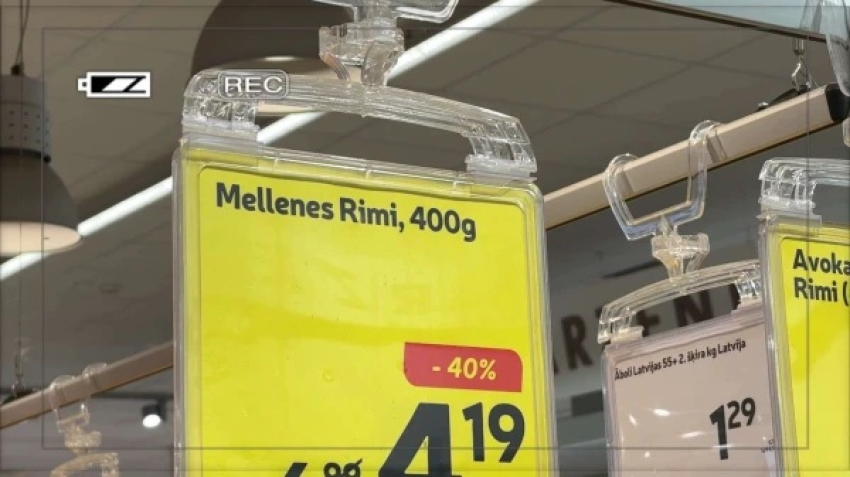 REC
Mellenes Rimi, 400g
- 40%
4 19
Āboli Latvijas 55+ 2. šķira kg Latvija
1 29
Avoka
Rimi (